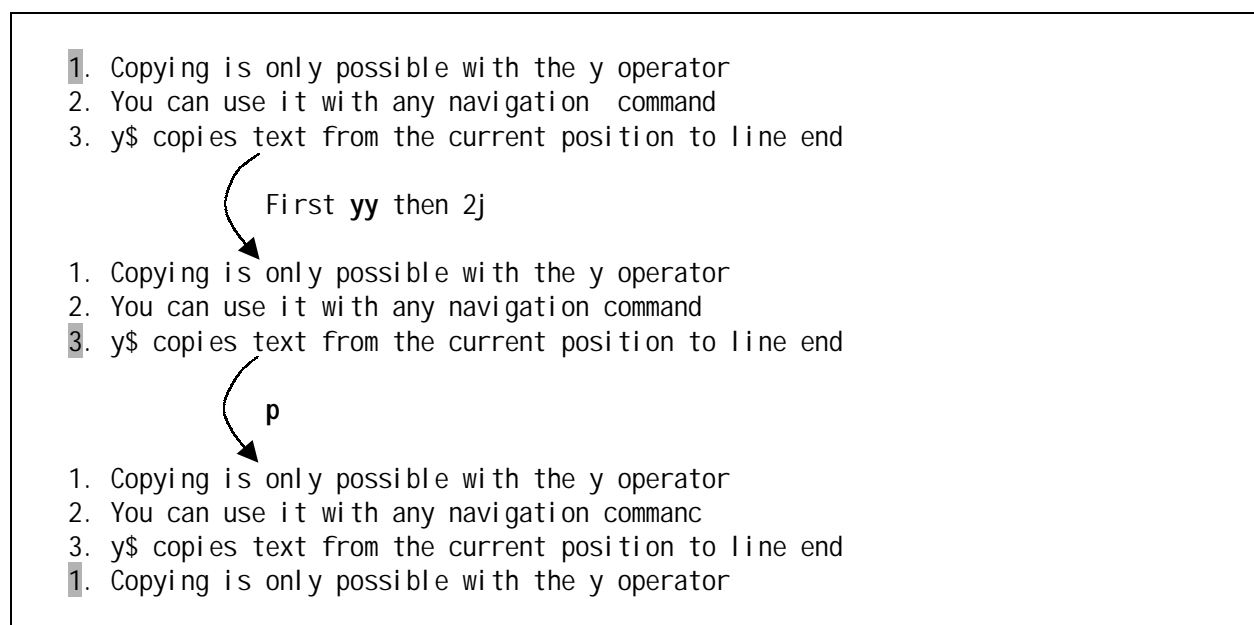 1. Copying is only possible with the y operator
2. You can use it with any navigation  command
3. y$ copies text from the current position to line end
First yy then 2j
1. Copying is only possible with the y operator
2. You can use it with any navigation command
3. y$ copies text from the current position to line end
p
1. Copying is only possible with the y operator
2. You can use it with any navigation commanc
3. y$ copies text from the current position to line end
1. Copying is only possible with the y operator